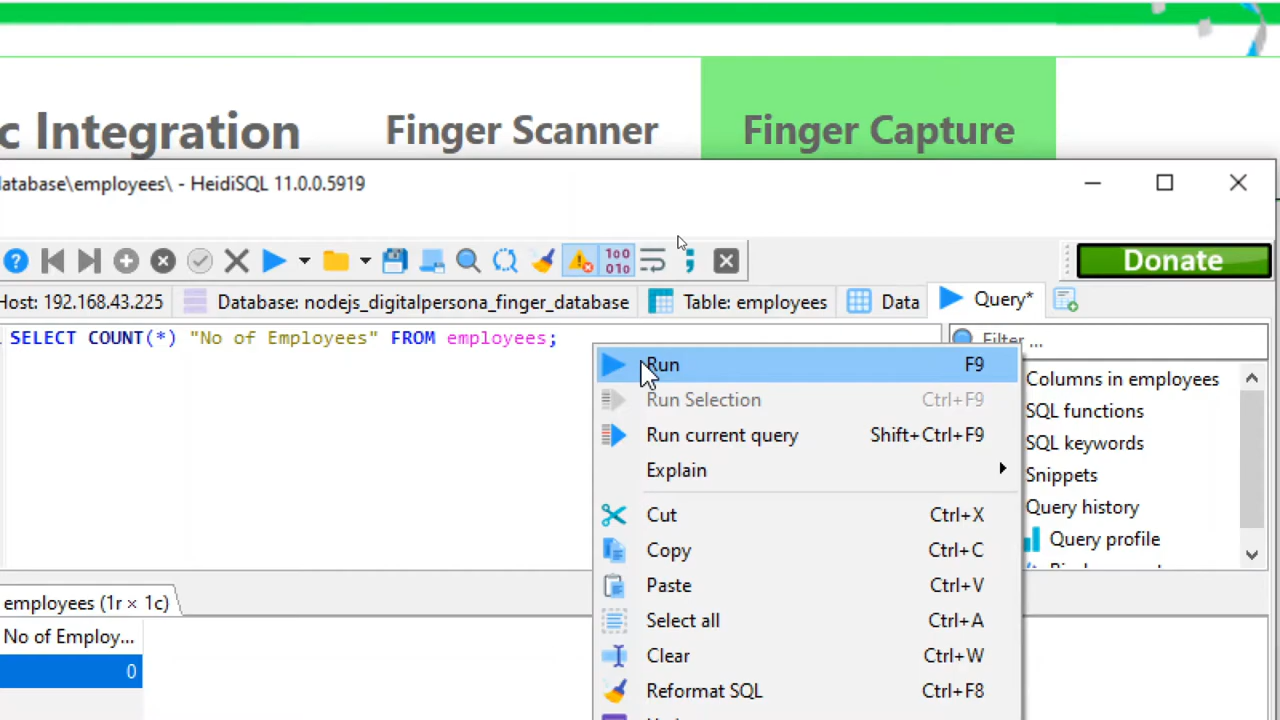 c Integration
Finger Scanner
Finger Capture
atabase\employees\ - HeidiSQL 11.0.0.5919
Donate
Host: 192.168.43.225
Database: nodejs_digitalpersona_finger_database
Table: employees
Data
Query*
SELECT COUNT(*) "No of Employees" FROM employees;
Filter ...
Run F9
Run Selection Ctrl+F9
Run current query Shift+Ctrl+F9
Explain
Cut Ctrl+X
Copy Ctrl+C
Paste Ctrl+V
Select all Ctrl+A
Clear Ctrl+W
Reformat SQL Ctrl+F8
Columns in employees
SQL functions
SQL keywords
Snippets
Query history
Query profile
employees (1r × 1c)
No of Employ...
0